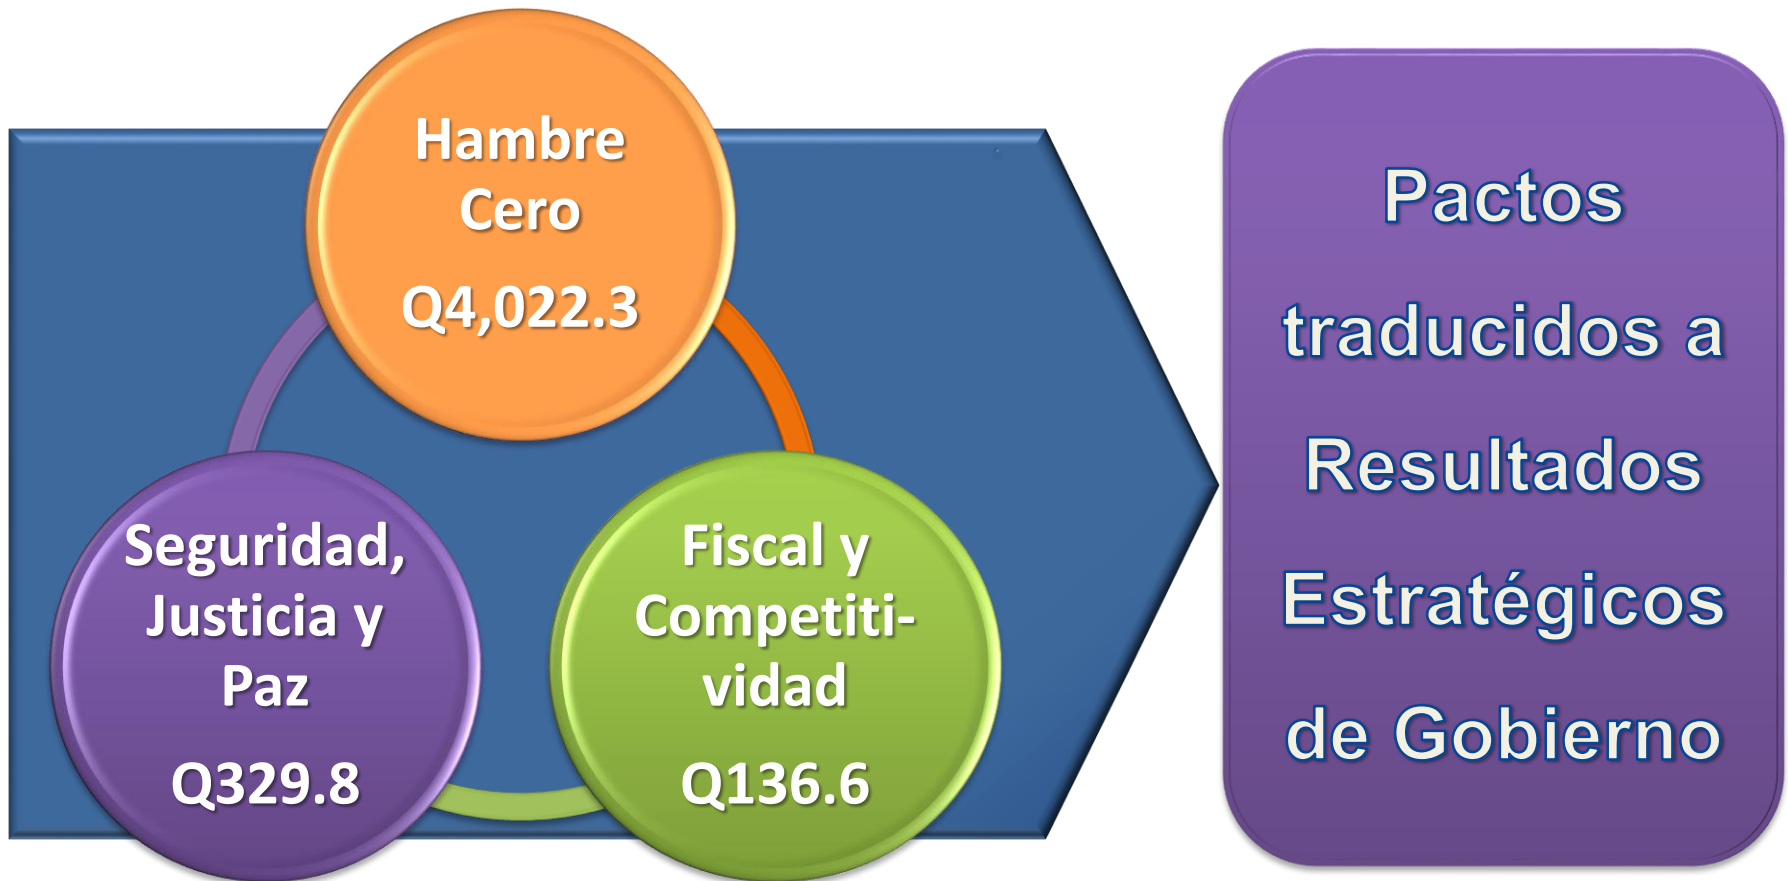 Hambre
Cero
Q4,022.3
Seguridad,
Justicia y
Paz
Q329.8
Fiscal y
Competiti-
vidad
Q136.6
Pactos
traducidos a
Resultados
Estratégicos
de Gobierno